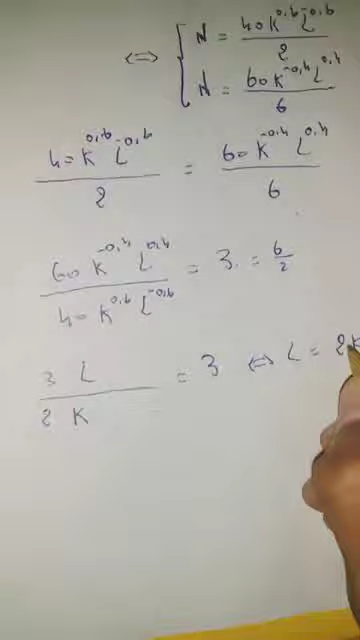 ⇔ { λ = 40 K^0,6 L^-0,6 / 2
λ = 60 K^-0,4 L^0,4 / 6
40 K^0,6 L^-0,6 / 2 = 60 K^-0,4 L^0,4 / 6
60 K^-0,4 L^0,4 / 40 K^0,6 L^-0,6 = 3 = 6/2
3 L / 2 K = 3 ⇔ L = 2K